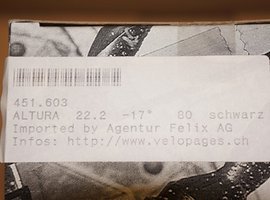 451.603
ALTURA 22.2 -17° 80 schwarz
Imported by Agentur Felix AG
Infos: http://www.velopages.ch